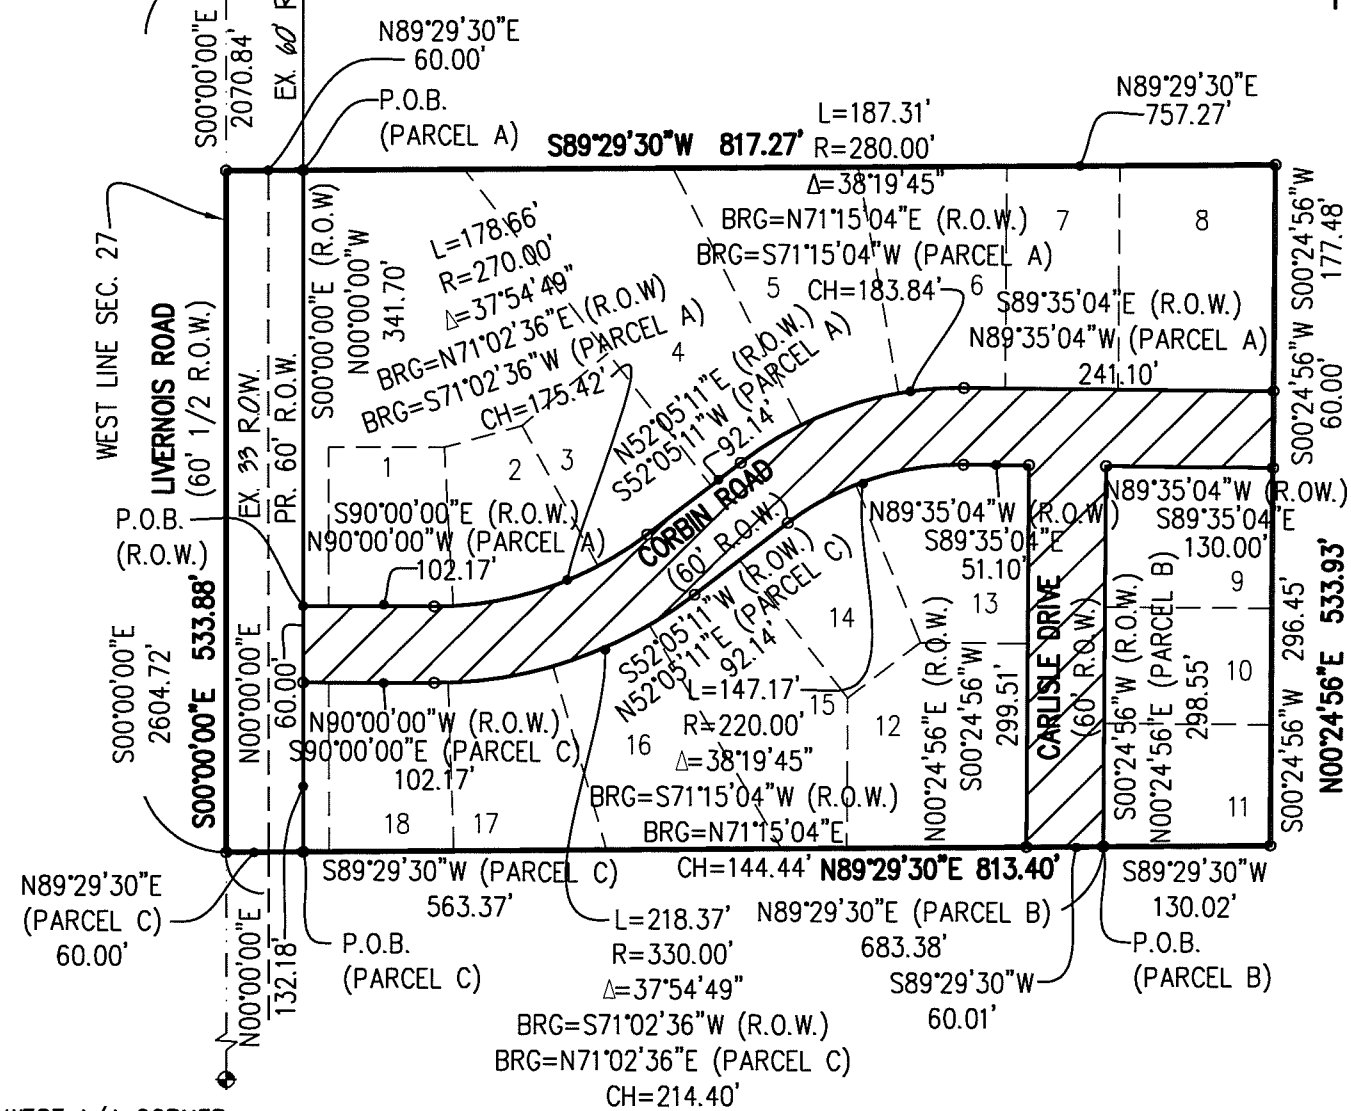 S00°00'00"E
2070.84'
EX. 60' R
N89°29'30"E
60.00'
P.O.B.
(PARCEL A)
S89°29'30"W 817.27'
L=187.31'
R=280.00'
Δ=38°19'45"
BRG=N71°15'04"E (R.O.W.)
BRG=S71°15'04"W (PARCEL A)
CH=183.84'
N89°29'30"E
757.27'
WEST LINE SEC. 27
LIVERNOIS ROAD
(60' 1/2 R.O.W.)
EX. 33 R.O.W.
PR. 60' R.O.W.
S00°00'00"E (R.O.W)
N00°00'00"W
341.70'
L=178.66'
R=270.00'
Δ=37°54'49"
BRG=N71°02'36"E (R.O.W)
BRG=S71°02'36"W (PARCEL A)
CH=175.42'
4
5
6
7
8
S00°24'56"W
177.48'
S89°35'04"E (R.O.W.)
N89°35'04"W (PARCEL A)
241.10'
S00°24'56"W
60.00'
N52°05'11"E (R.O.W.)
S52°05'11"W (PARCEL A)
92.14'
1
2
3
S90°00'00"E (R.O.W.)
N90°00'00"W (PARCEL A)
102.17'
P.O.B.
(R.O.W.)
CORBIN ROAD
(60' R.O.W.)
S52°05'11"W (R.OW.)
N52°05'11"E (PARCEL C)
92.14'
N89°35'04"W (R.O.W)
S89°35'04"E
51.10'
N89°35'04"W (R.OW.)
S89°35'04"E
130.00'
S00°00'00"E
2604.72'
S00°00'00"E 533.88'
N00°00'00"E
60.00'
N90°00'00"W (R.O.W.)
S90°00'00"E (PARCEL C)
102.17'
L=147.17'
R=220.00'
Δ=38°19'45"
BRG=S71°15'04"W (R.O.W.)
BRG=N71°15'04"E
CH=144.44'
9
10
11
12
13
14
15
16
17
18
N00°24'56"E (R.O.W.)
S00°24'56"W
299.51'
CARLISLE DRIVE
(60' R.O.W.)
S00°24'56"W (R.O.W.)
N00°24'56"E (PARCEL B)
298.55'
S00°24'56"W 296.45'
N00°24'56"E 533.93'
N89°29'30"E 813.40'
N89°29'30"E
(PARCEL C)
60.00'
N00°00'00"E
132.18'
P.O.B.
(PARCEL C)
S89°29'30"W (PARCEL C)
563.37'
L=218.37'
R=330.00'
Δ=37°54'49"
BRG=S71°02'36"W (R.O.W.)
BRG=N71°02'36"E (PARCEL C)
CH=214.40'
N89°29'30"E (PARCEL B)
683.38'
S89°29'30"W
60.01'
S89°29'30"W
130.02'
P.O.B.
(PARCEL B)